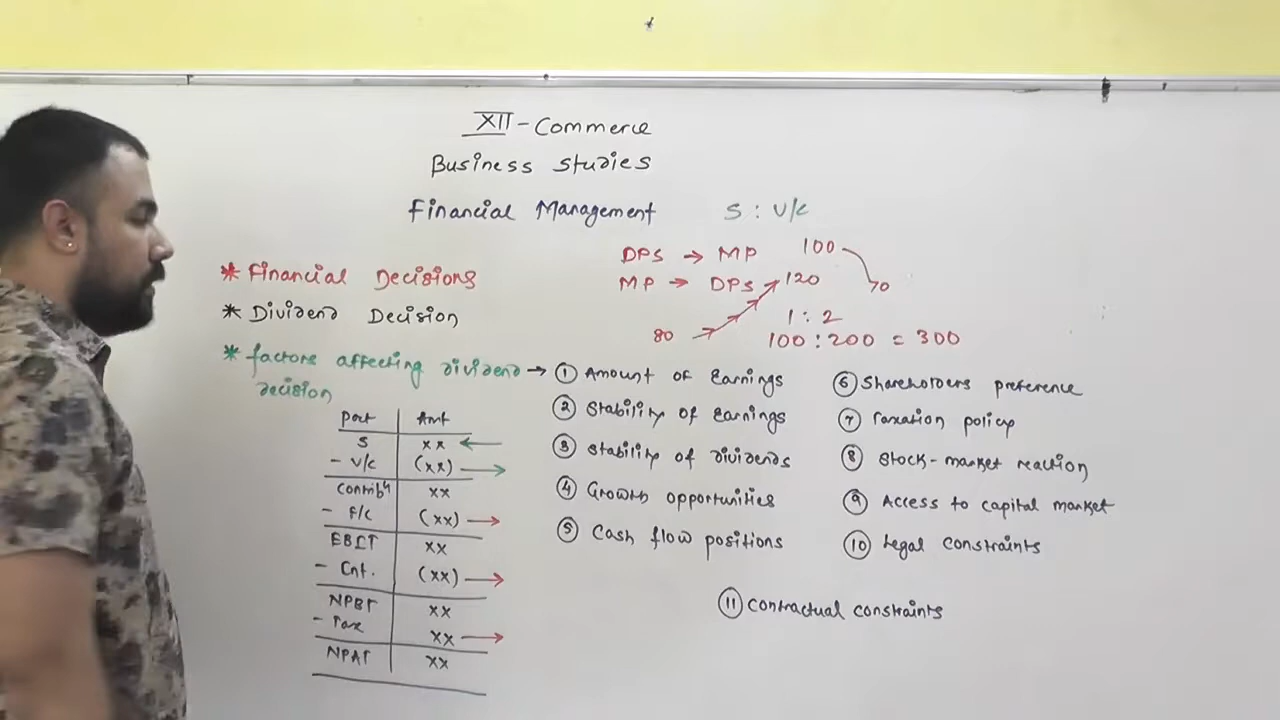 XII - Commerce
Business Studies
Financial Management
S : V/c
DPS → MP
MP → DPS
100
70
120
80
1 : 2
100 : 200 = 300
* Financial Decisions
* Dividend Decision
* factors affecting dividend →
decision
① Amount of Earnings
② Stability of Earnings
③ Stability of dividends
④ Growth opportunities
⑤ Cash flow positions
⑥ Shareholders preference
⑦ Taxation policy
⑧ Stock-market reaction
⑨ Access to capital market
⑩ Legal constraints
⑪ Contractual constraints
Part Amt
S xx ←
- V/c (xx) →
Contribⁿ xx
- F/c (xx) →
EBIT xx
- Int. (xx) →
NPBT xx
- Tax xx →
NPAT xx